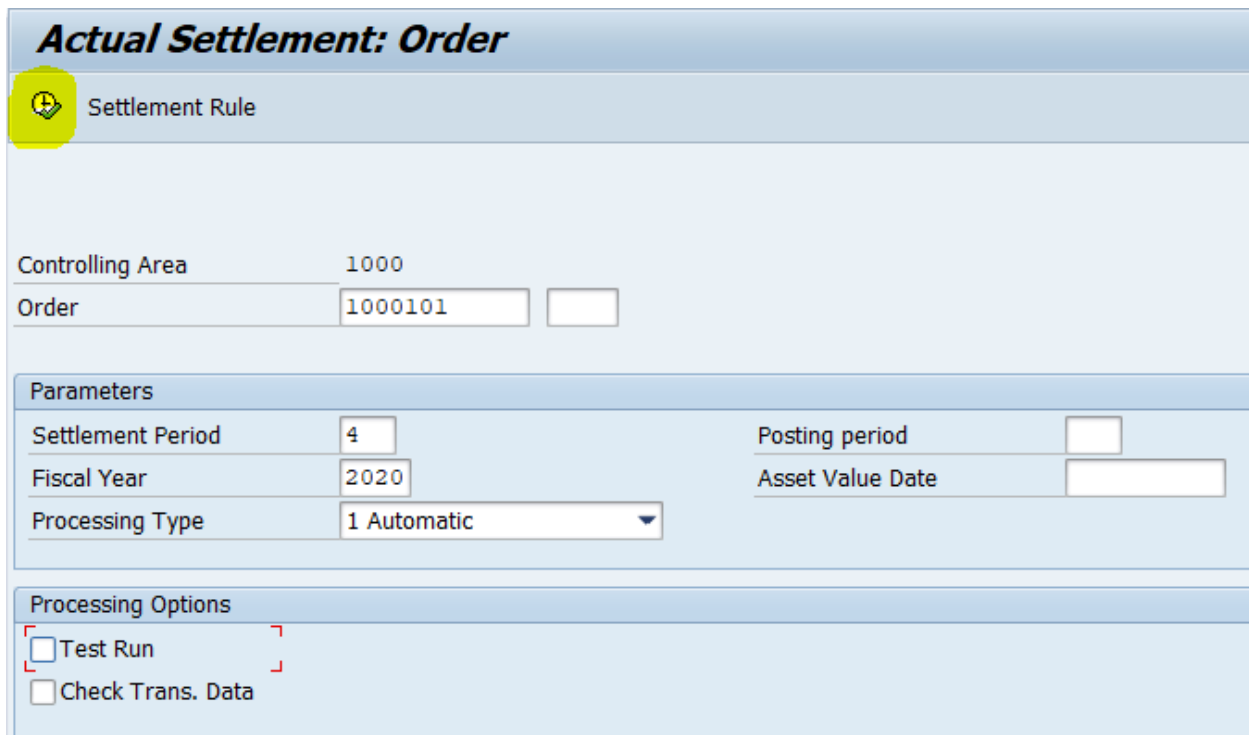 Actual Settlement: Order
Settlement Rule
Controlling Area 1000
Order 1000101
Parameters
Settlement Period 4 Posting period
Fiscal Year 2020 Asset Value Date
Processing Type 1 Automatic
Processing Options
Test Run
Check Trans. Data